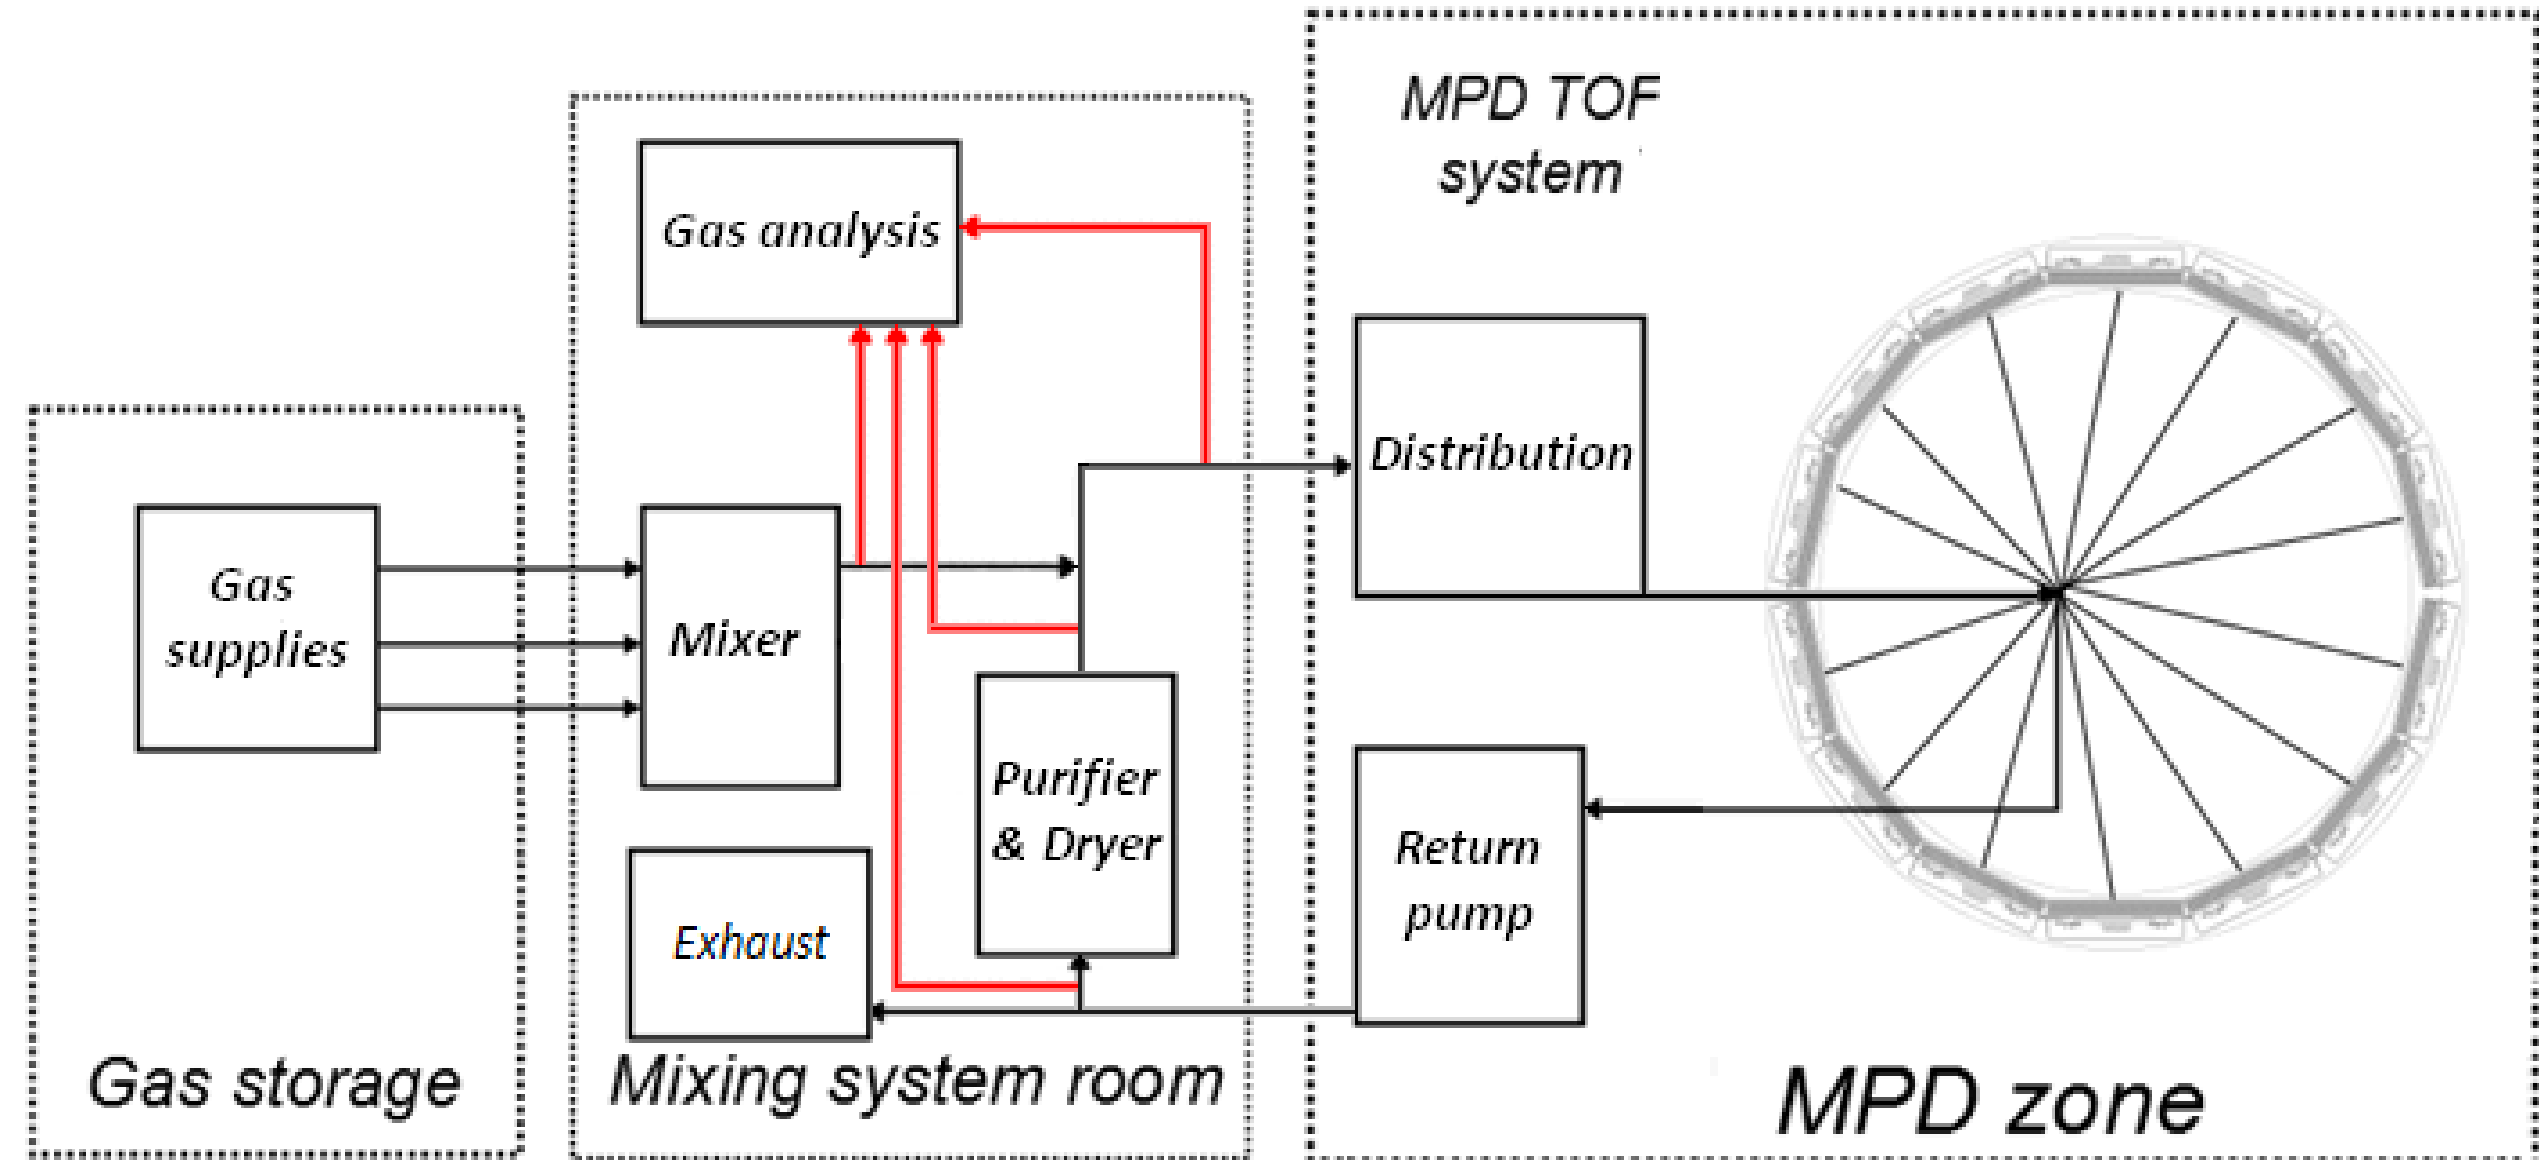 MPD TOF
system
Gas analysis
Distribution
Gas
supplies
Mixer
Purifier
& Dryer
Return
pump
Exhaust
Gas storage
Mixing system room
MPD zone